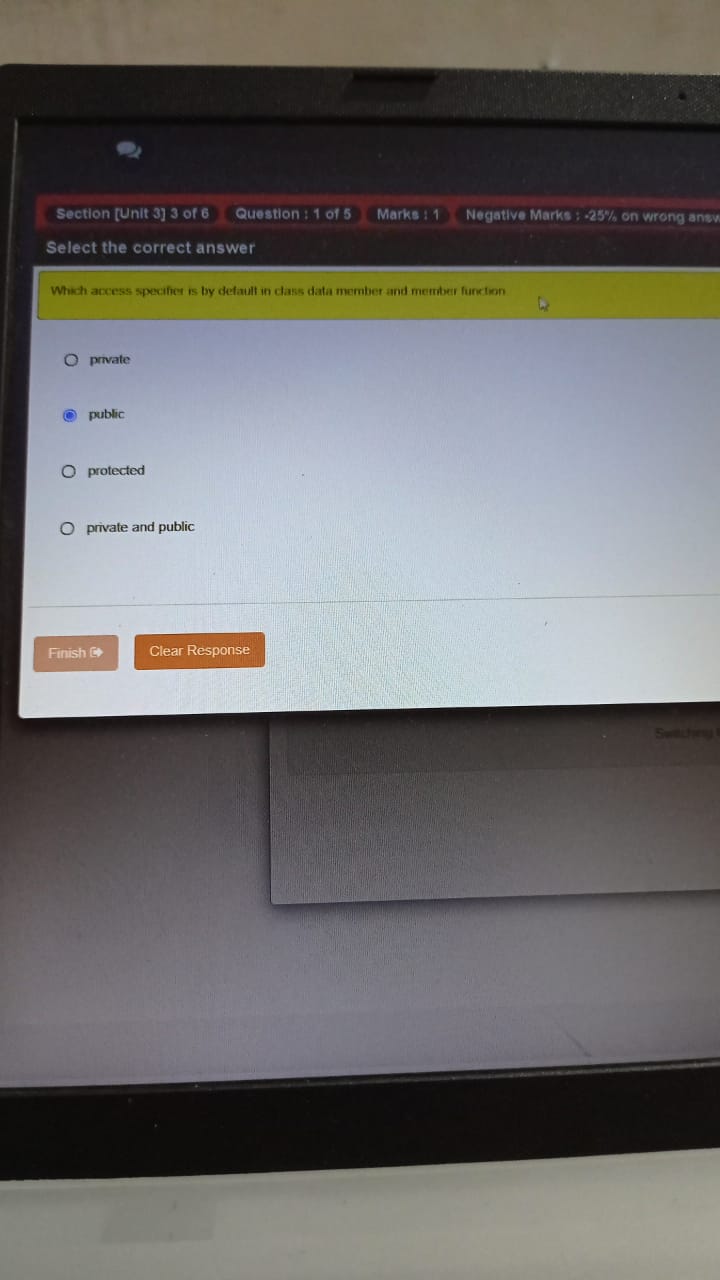 Section [Unit 3] 3 of 6 Question : 1 of 5 Marks : 1 Negative Marks : -25% on wrong answ
Select the correct answer
Which access specifier is by default in class data member and member function
private
public
protected
private and public
Finish
Clear Response
Switching